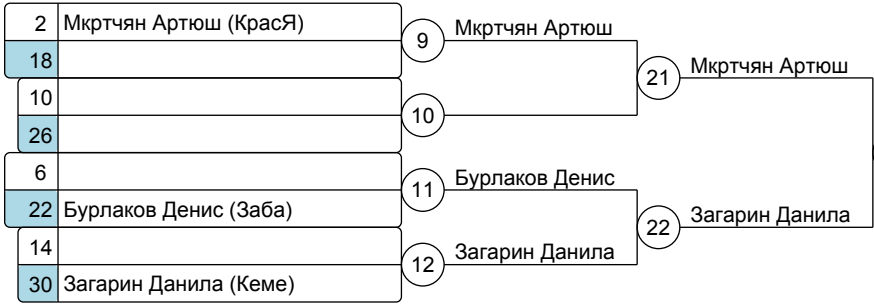 2 Мкртчян Артюш (КрасЯ)
18
9 Мкртчян Артюш
10
26
10
21 Мкртчян Артюш
6
22 Бурлаков Денис (Заба)
11 Бурлаков Денис
14
30 Загарин Данила (Кеме)
12 Загарин Данила
22 Загарин Данила